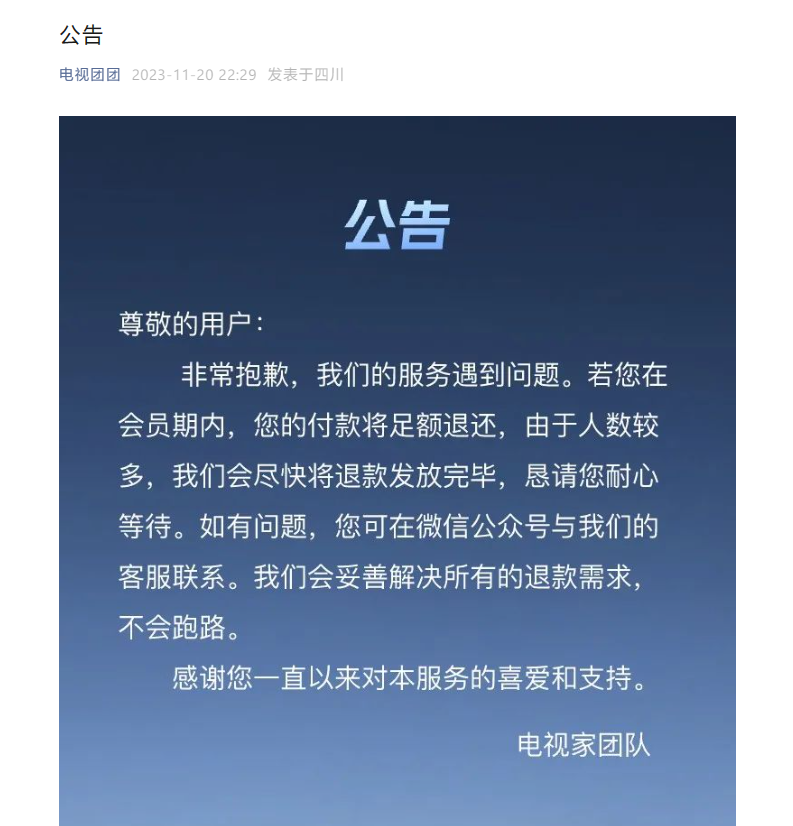 公告
电视团团 2023-11-20 22:29 发表于四川
公告
尊敬的用户：
非常抱歉，我们的服务遇到问题。若您在
会员期内，您的付款将足额退还，由于人数较
多，我们会尽快将退款发放完毕，恳请您耐心
等待。如有问题，您可在微信公众号与我们的
客服联系。我们会妥善解决所有的退款需求，
不会跑路。
感谢您一直以来对本服务的喜爱和支持。
电视家团队